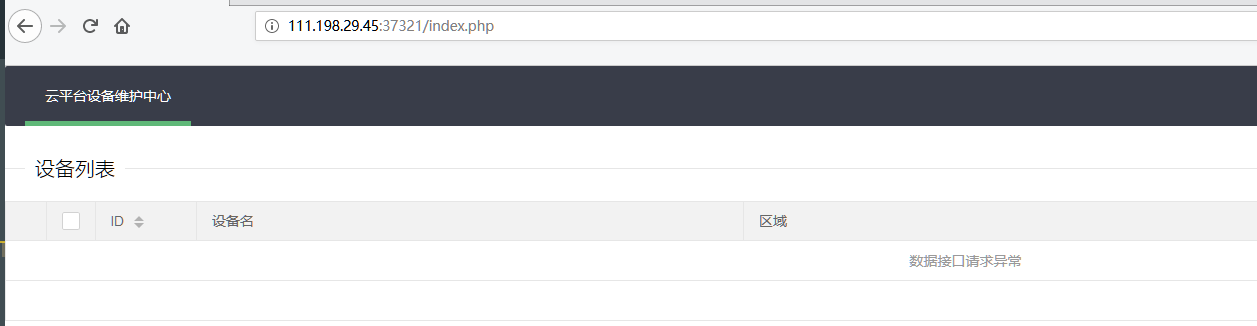 111.198.29.45:37321/index.php
云平台设备维护中心
设备列表
ID 设备名 区域
数据接口请求异常